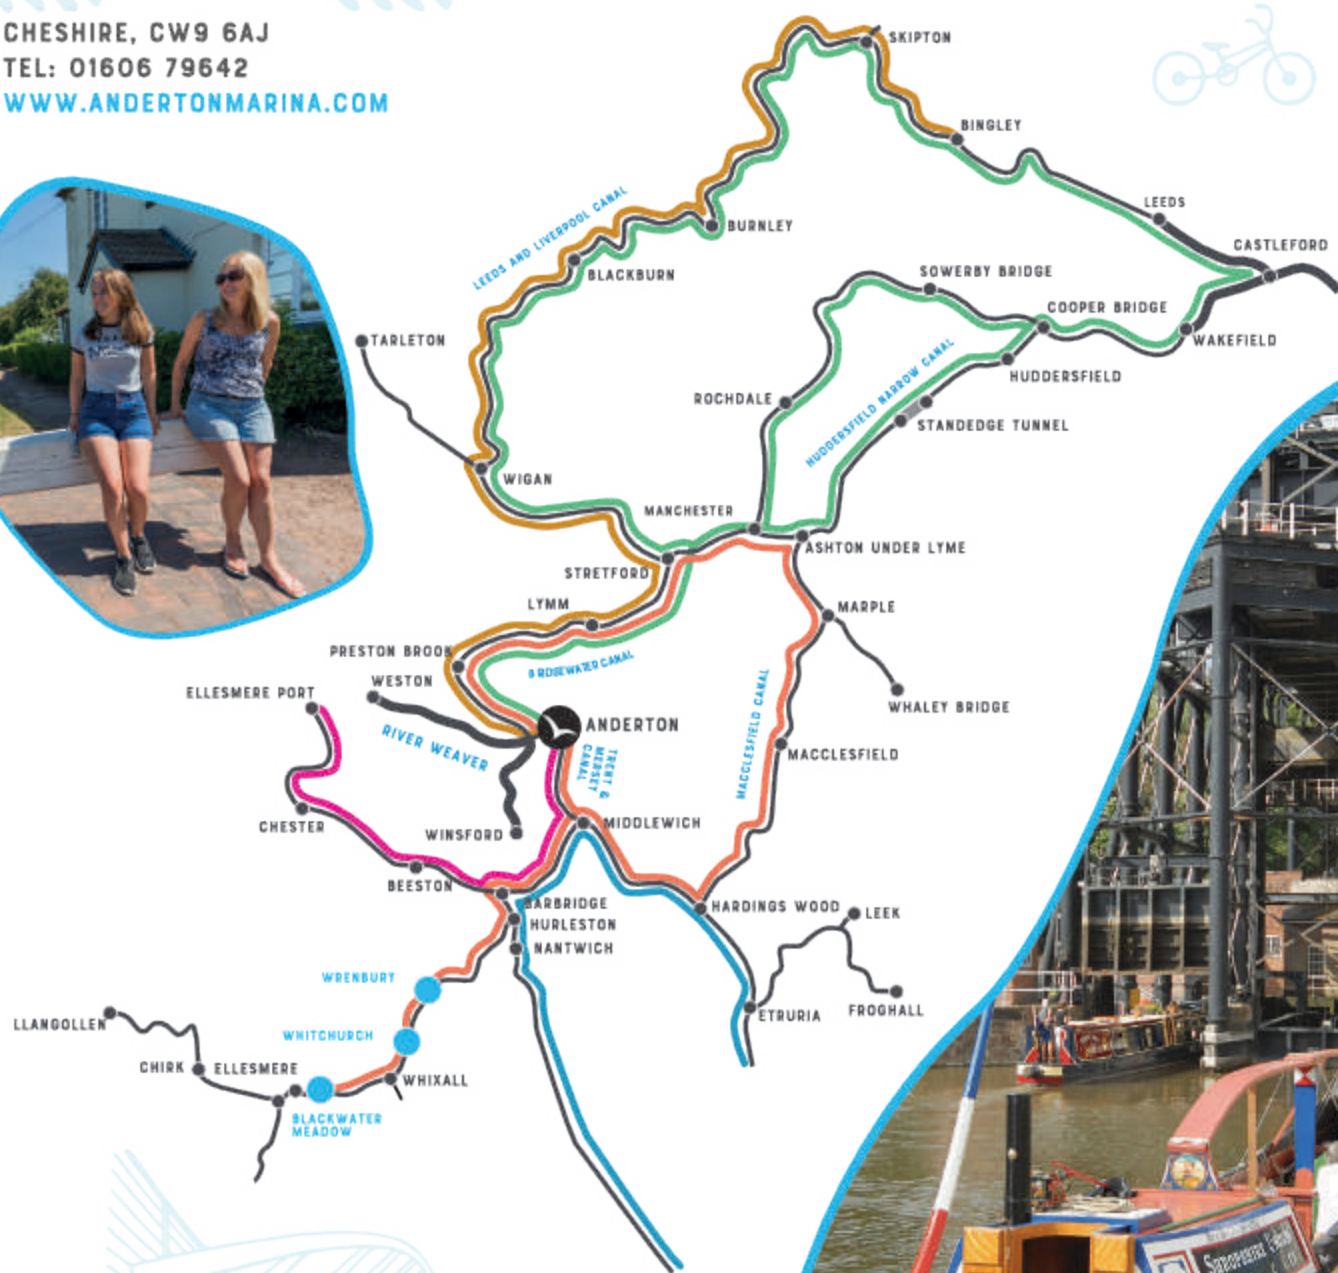 CHESHIRE, CW9 6AJ
TEL: 01606 79642
WWW.ANDERTONMARINA.COM
SKIPTON
BINGLEY
LEEDS
CASTLEFORD
LEEDS AND LIVERPOOL CANAL
BURNLEY
BLACKBURN
SOWERBY BRIDGE
COOPER BRIDGE
WAKEFIELD
TARLETON
HUDDERSFIELD
HUDDERSFIELD NARROW CANAL
ROCHDALE
STANDEDGE TUNNEL
WIGAN
MANCHESTER
ASHTON UNDER LYME
STRETFORD
LYMM
MARPLE
PRESTON BROOK
BRIDGEWATER CANAL
WESTON
ELLESMERE PORT
WHALEY BRIDGE
ANDERTON
RIVER WEAVER
TRENT &
MERSEY
CANAL
MACCLESFIELD CANAL
MACCLESFIELD
CHESTER
WINSFORD
MIDDLEWICH
BEESTON
BARBRIDGE
HURLESTON
NANTWICH
HARDINGS WOOD
LEEK
WRENBURY
FROGHALL
ETRURIA
LLANGOLLEN
WHITCHURCH
CHIRK
ELLESMERE
WHIXALL
BLACKWATER
MEADOW